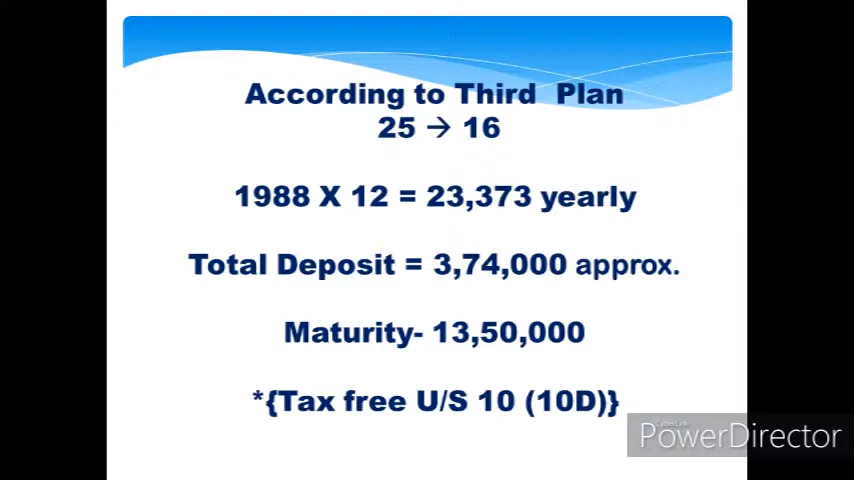 According to Third Plan
25 → 16
1988 X 12 = 23,373 yearly
Total Deposit = 3,74,000 approx.
Maturity- 13,50,000
*{Tax free U/S 10 (10D)}
CyberLink
PowerDirector